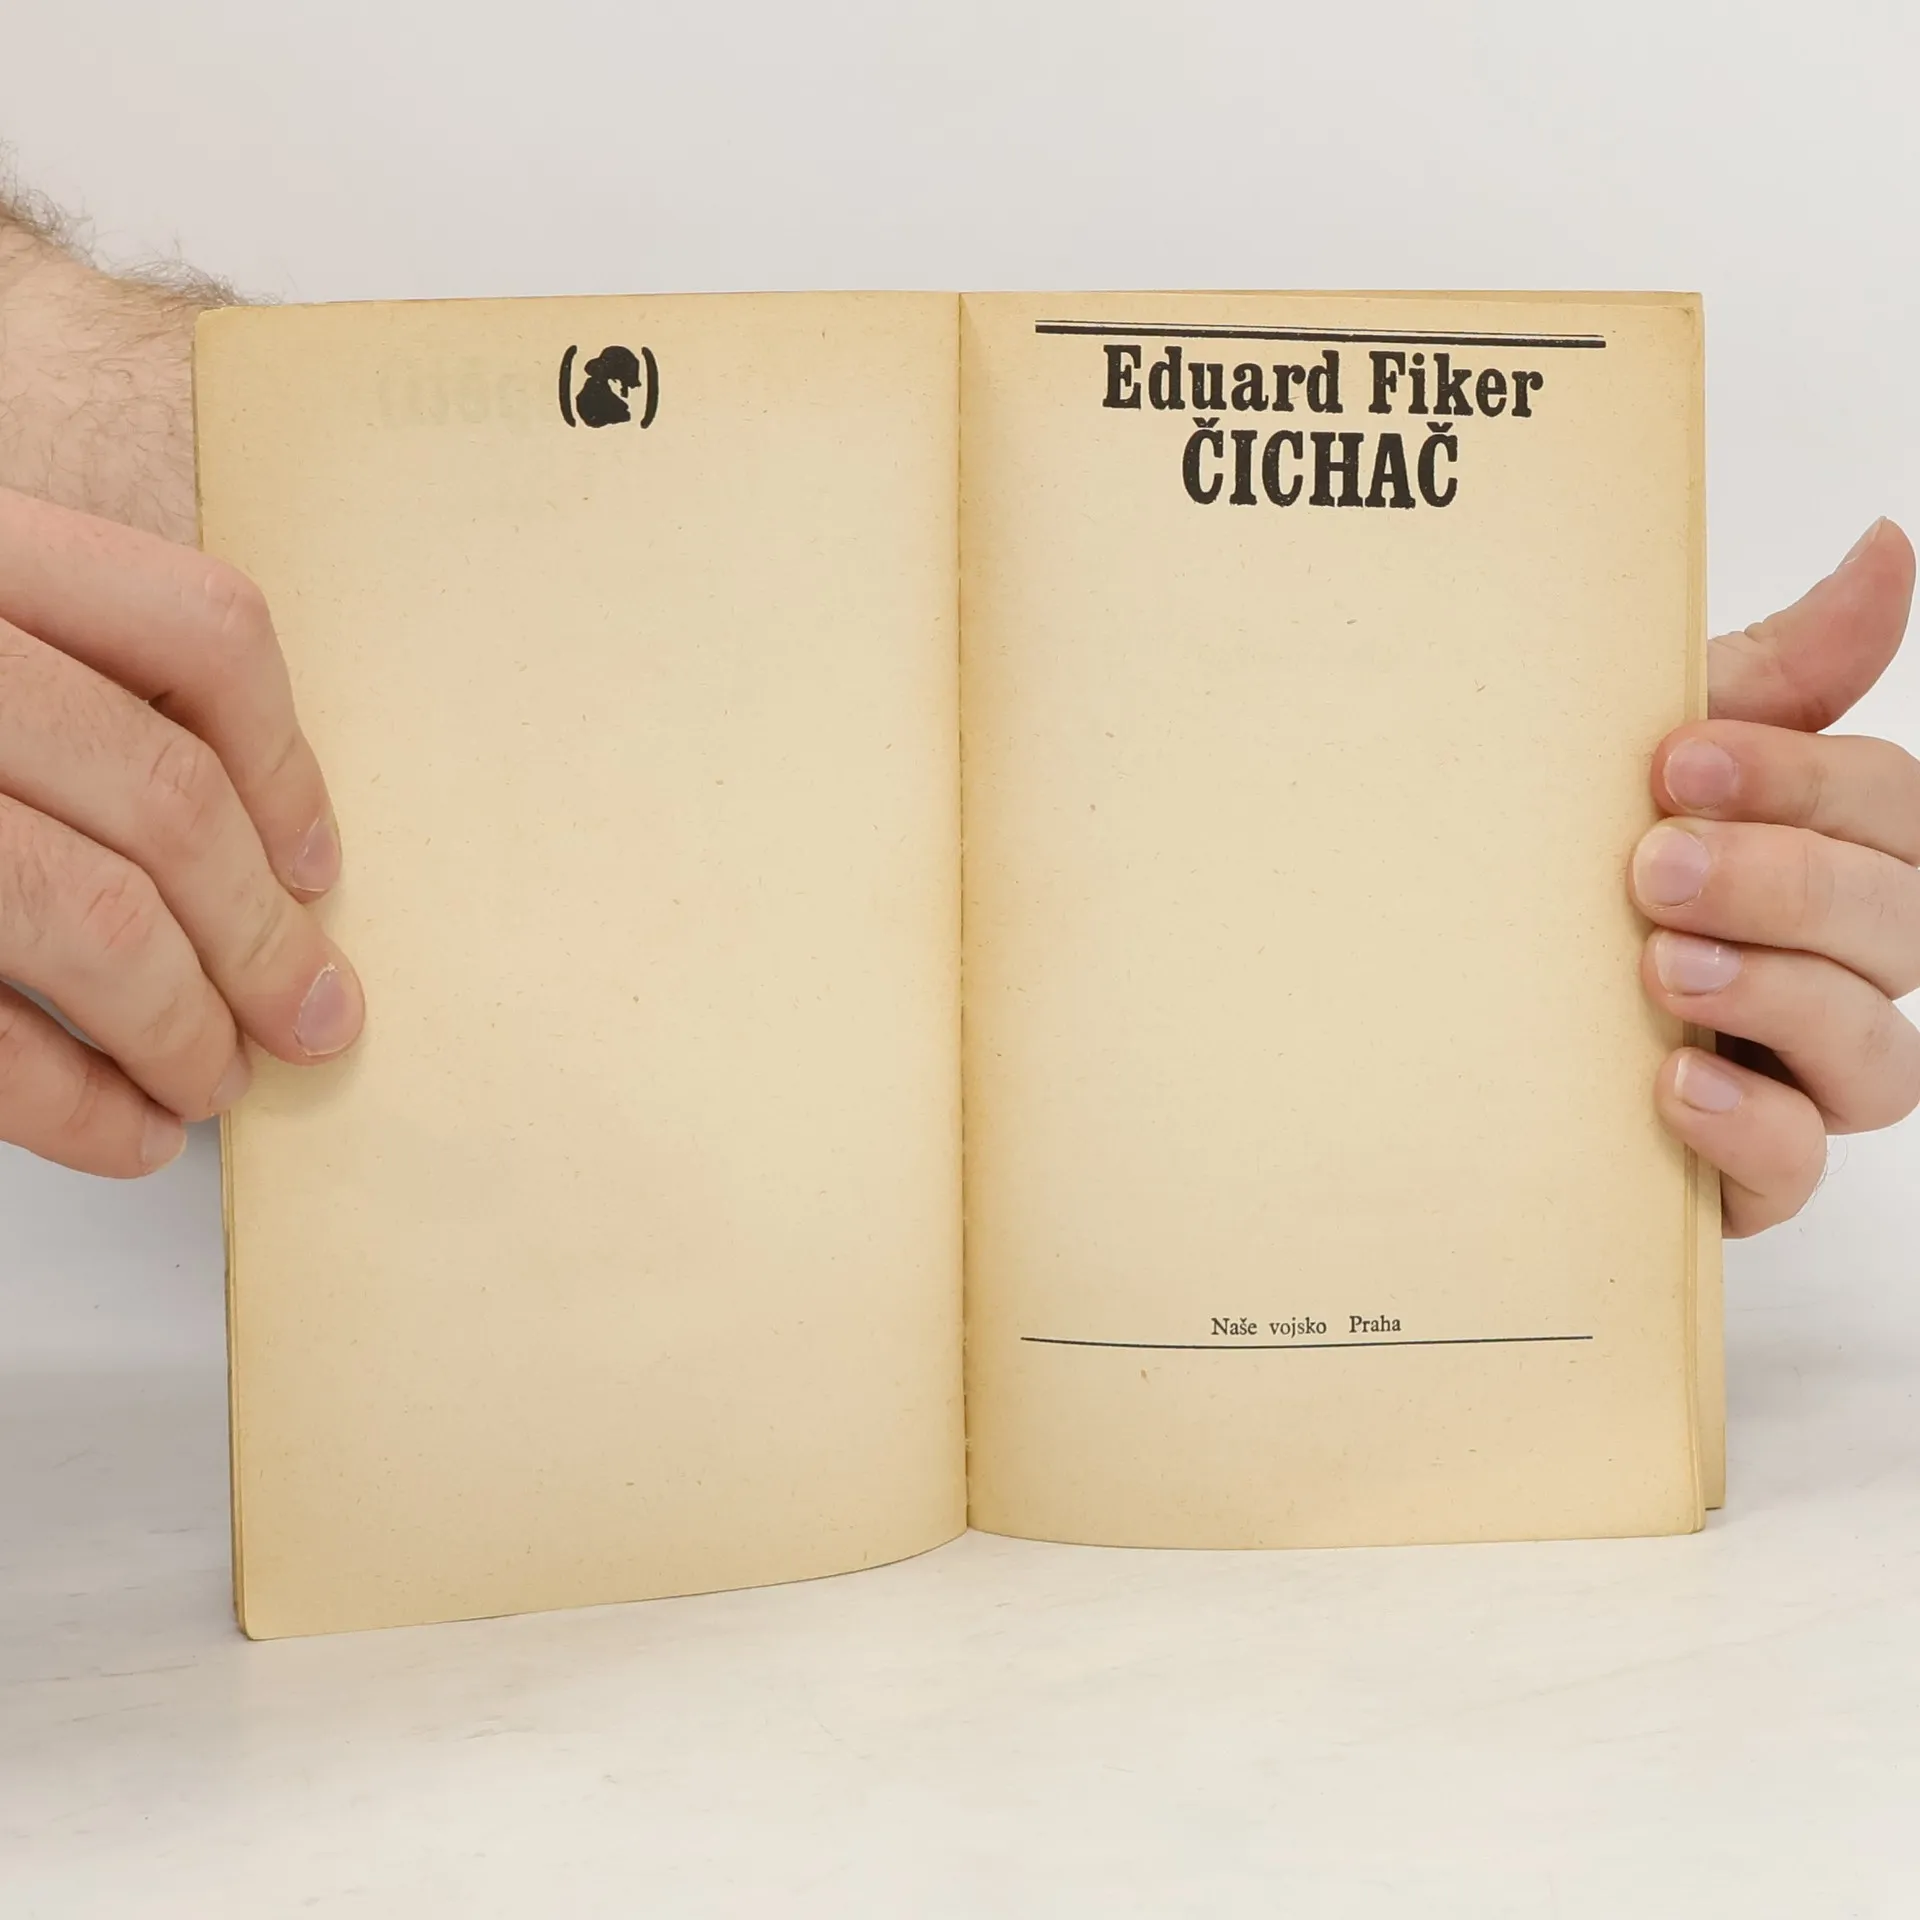 Eduard Fiker
ČICHAČ
Naše vojsko Praha